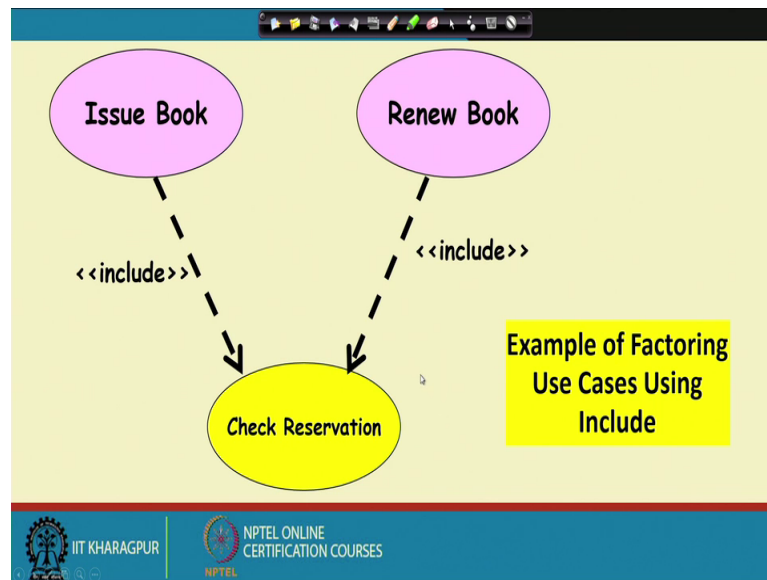 Issue Book
Renew Book
<<include>>
<<include>>
Check Reservation
Example of Factoring
Use Cases Using
Include
IIT KHARAGPUR
NPTEL
NPTEL ONLINE
CERTIFICATION COURSES